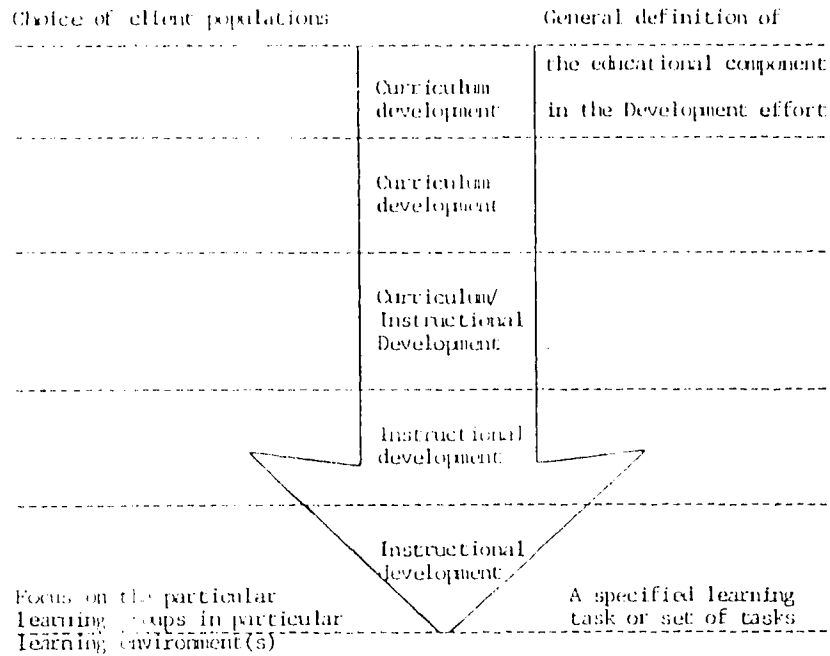 Choice of client populations
General definition of
the educational component
in the Development effort
Curriculum
development
Curriculum
development
Curriculum/
Instructional
Development
Instructional
development
Instructional
development
Focus on the particular
learning groups in particular
learning environment(s)
A specified learning
task or set of tasks